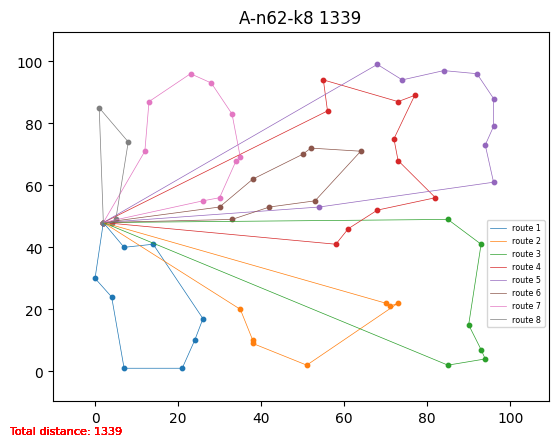 A-n62-k8 1339
100
80
60
40
20
0
route 1
route 2
route 3
route 4
route 5
route 6
route 7
route 8
0 20 40 60 80 100
Total distance: 1339